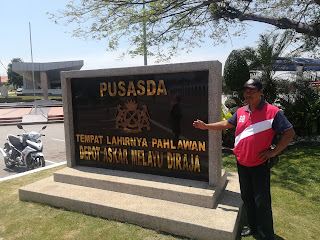 PUSASDA
TEMPAT LAHIRNYA PAHLAWAN
DEPOT ASKAR MELAYU DIRAJA